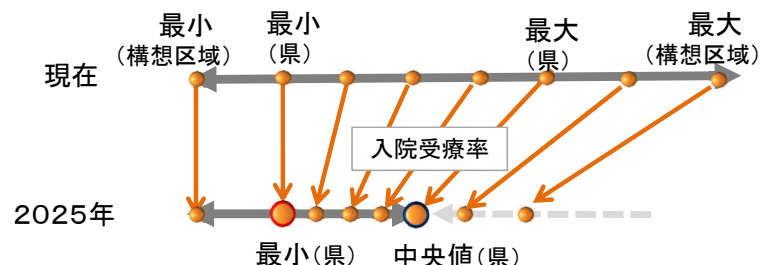 最小
（構想区域）
最小
（県）
最大
（県）
最大
（構想区域）
現在
入院受療率
2025年
最小（県）
中央値（県）